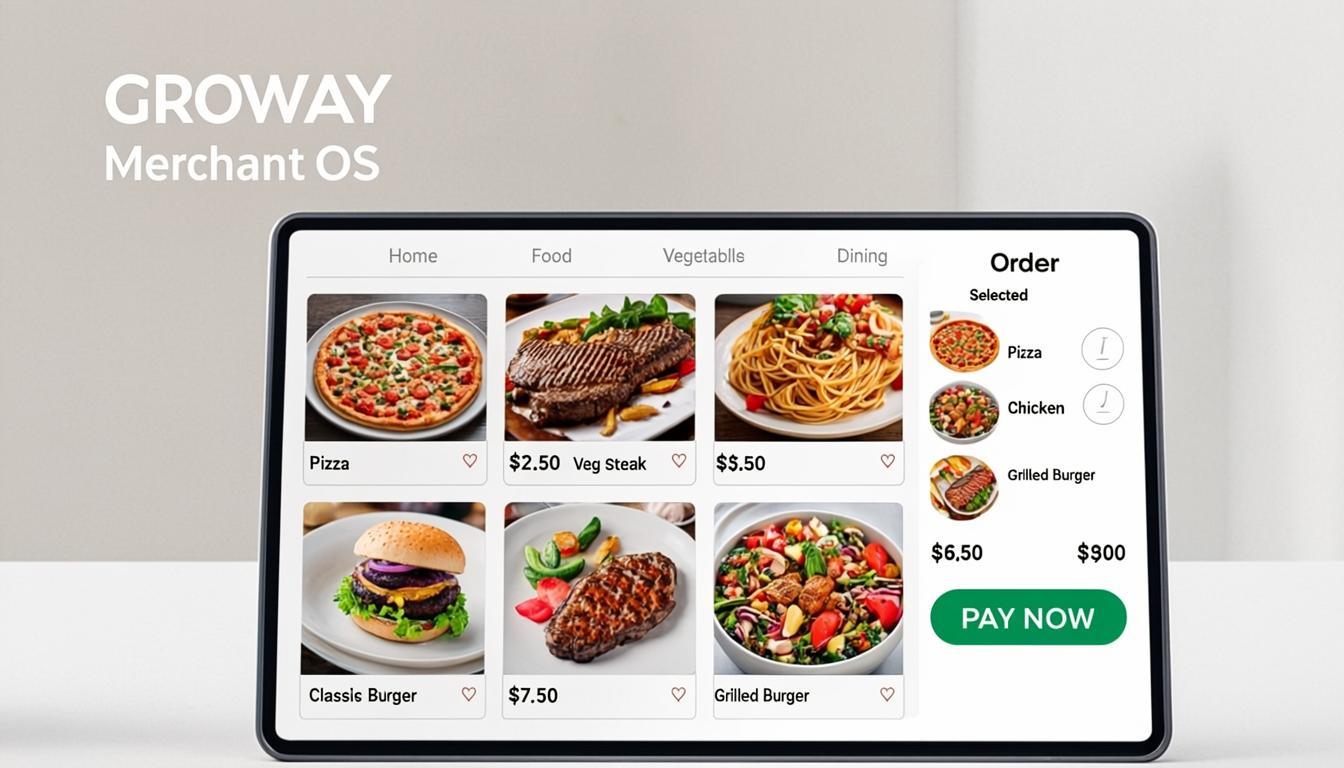 GROWAY
Merchant OS
Home Food Vegetablls Dining
Pizza
$2.50 Veg Steak
$$.50
Classis Burger
$7.50
Grilled Burger
Order
Selected
Pizza
Chicken
Grilled Burger
$6.50 $900
PAY NOW